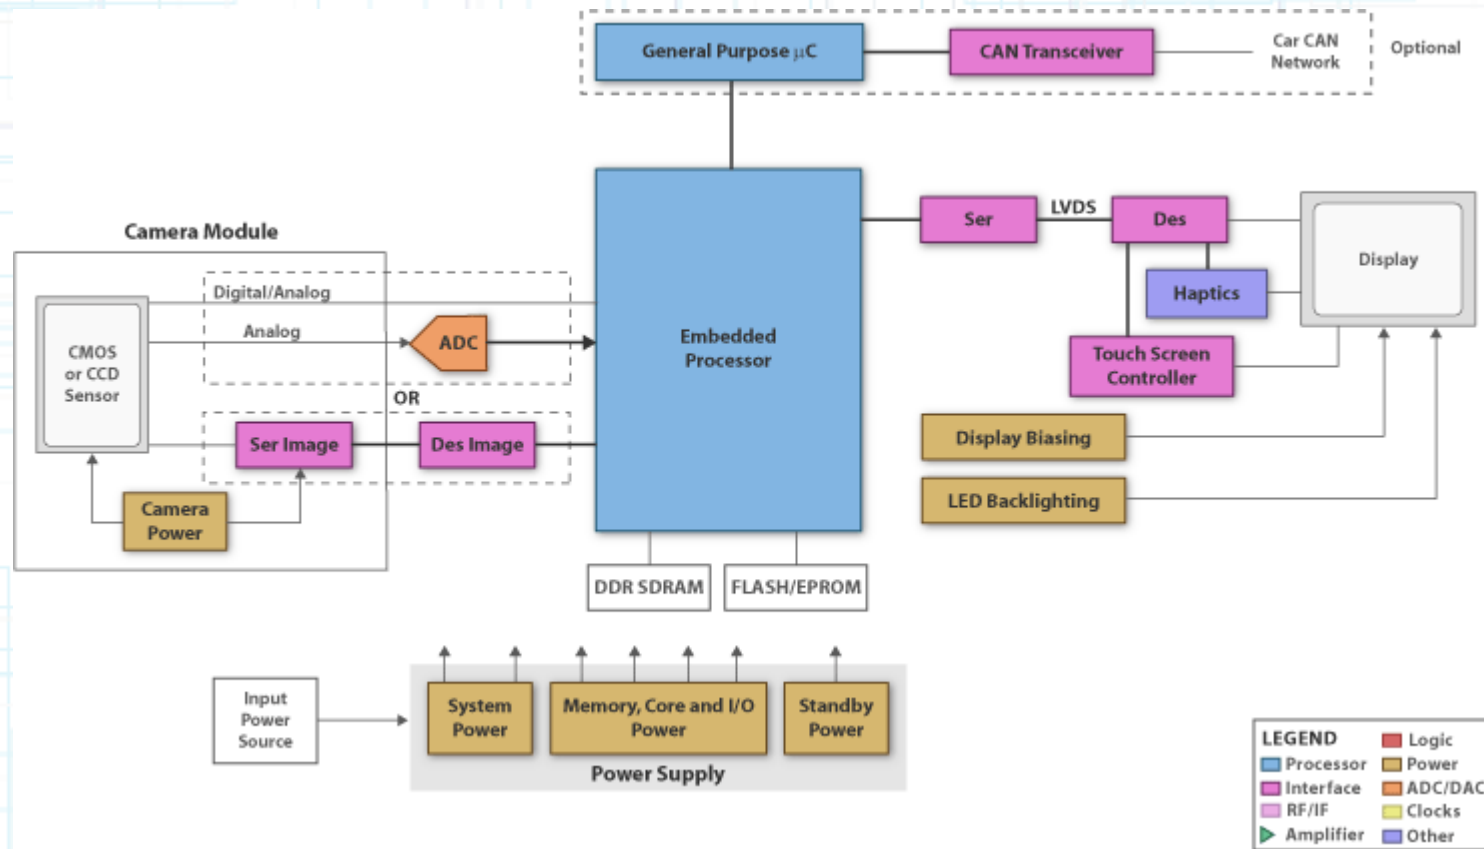 General Purpose μC
CAN Transceiver
Car CAN
Network
Optional
Camera Module
Digital/Analog
Analog
ADC
CMOS
or CCD
Sensor
OR
Ser Image
Des Image
Camera
Power
Embedded
Processor
Ser
LVDS
Des
Display
Haptics
Touch Screen
Controller
Display Biasing
LED Backlighting
DDR SDRAM
FLASH/EPROM
Input
Power
Source
System
Power
Memory, Core and I/O
Power
Standby
Power
Power Supply
LEGEND
Processor
Interface
RF/IF
Amplifier
Logic
Power
ADC/DAC
Clocks
Other